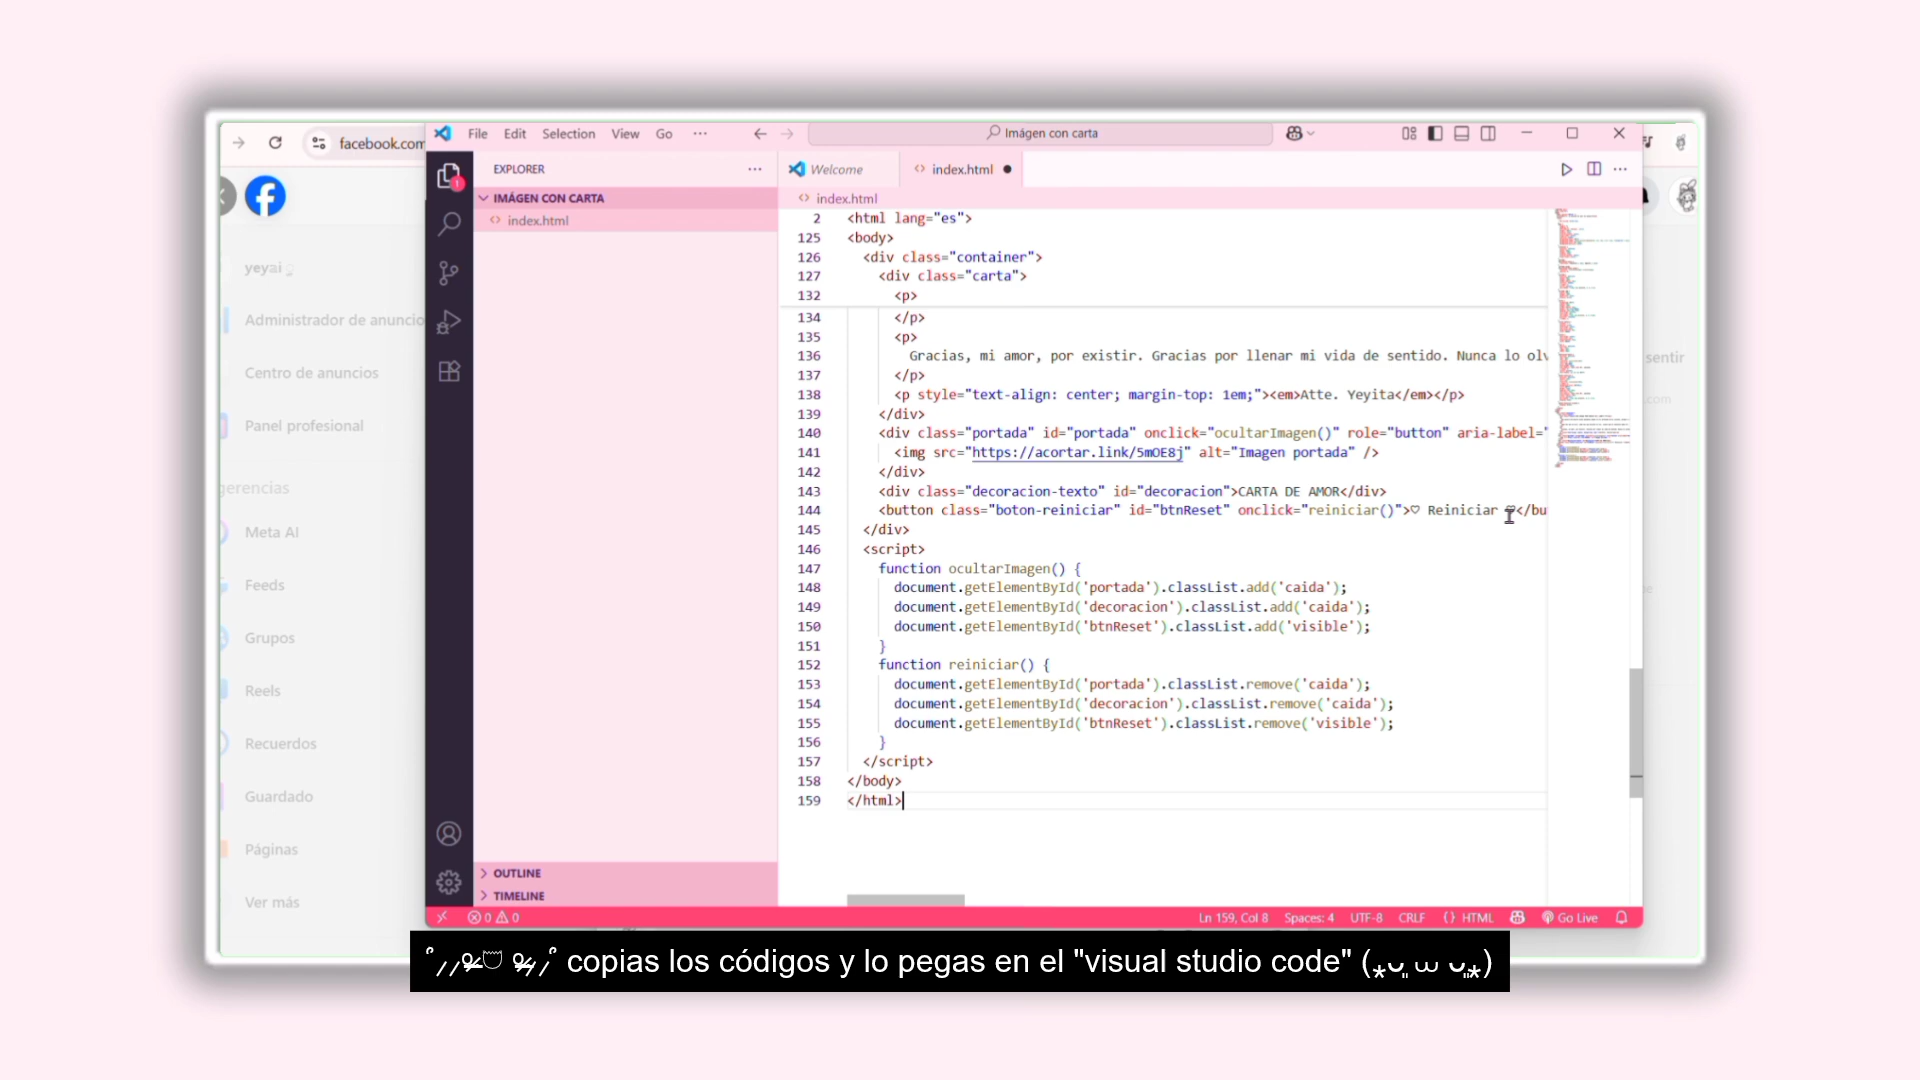 facebook.com
File Edit Selection View Go ···
Imágen con carta
yeyai
Administrador de anuncio
Centro de anuncios
Panel profesional
gerencias
Meta AI
Feeds
Grupos
Reels
Recuerdos
Guardado
Páginas
Ver más
EXPLORER ···
IMÁGEN CON CARTA
<> index.html
1
OUTLINE
TIMELINE
Welcome
<> index.html
<> index.html
2 <html lang="es">
125 <body>
126 <div class="container">
127 <div class="carta">
132 <p>
134 </p>
135 <p>
136 Gracias, mi amor, por existir. Gracias por llenar mi vida de sentido. Nunca lo olv
137 </p>
138 <p style="text-align: center; margin-top: 1em;"><em>Atte. Yeyita</em></p>
139 </div>
140 <div class="portada" id="portada" onclick="ocultarImagen()" role="button" aria-label="
141 <img src="https://acortar.link/5mOE8j" alt="Imagen portada" />
142 </div>
143 <div class="decoracion-texto" id="decoracion">CARTA DE AMOR</div>
144 <button class="boton-reiniciar" id="btnReset" onclick="reiniciar()">♡ Reiniciar ♡</bu
145 </div>
146 <script>
147 function ocultarImagen() {
148 document.getElementById('portada').classList.add('caida');
149 document.getElementById('decoracion').classList.add('caida');
150 document.getElementById('btnReset').classList.add('visible');
151 }
152 function reiniciar() {
153 document.getElementById('portada').classList.remove('caida');
154 document.getElementById('decoracion').classList.remove('caida');
155 document.getElementById('btnReset').classList.remove('visible');
156 }
157 </script>
158 </body>
159 </html>
sentir
.com
0 0
Ln 159, Col 8 Spaces: 4 UTF-8 CRLF {} HTML Go Live
copias los códigos y lo pegas en el "visual studio code"